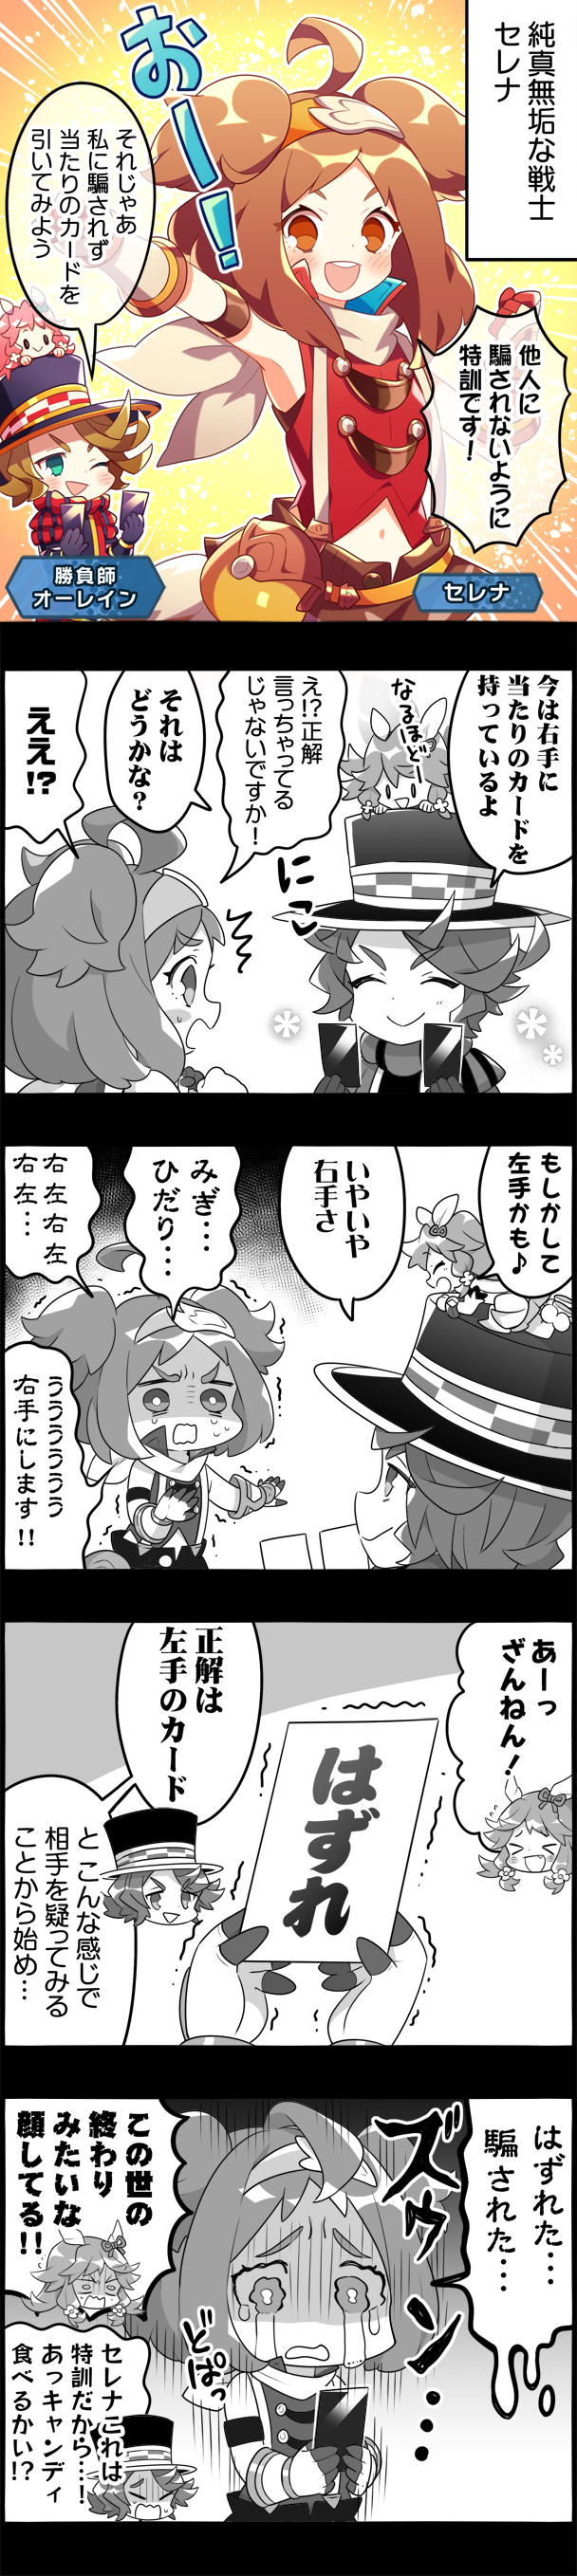 純真無垢な戦士
セレナ
他人に
騙されないように
特訓です！
おー！
それじゃあ
私に騙されず
当たりのカードを
引いてみよう
勝負師
オーレイン
セレナ
今は右手に
当たりのカードを
持っているよ
なるほどー
え!?正解
言っちゃってる
じゃないですか！
にこ
それは
どうかな？
ええ!?
もしかして
左手かも♪
いやいや
右手さ
みぎ…
ひだり…
右左右左
右左…
うううううう
右手にします!!
あーっ
ざんねん！
はずれ
正解は
左手のカード
と こんな感じで
相手を疑ってみる
ことから始め…
はずれた…
騙された…
ズゥン…
どぱっ
この世の
終わり
みたいな
顔してる!!
セレナこれは
特訓だから…！
あっキャンディ
食べるかい!?